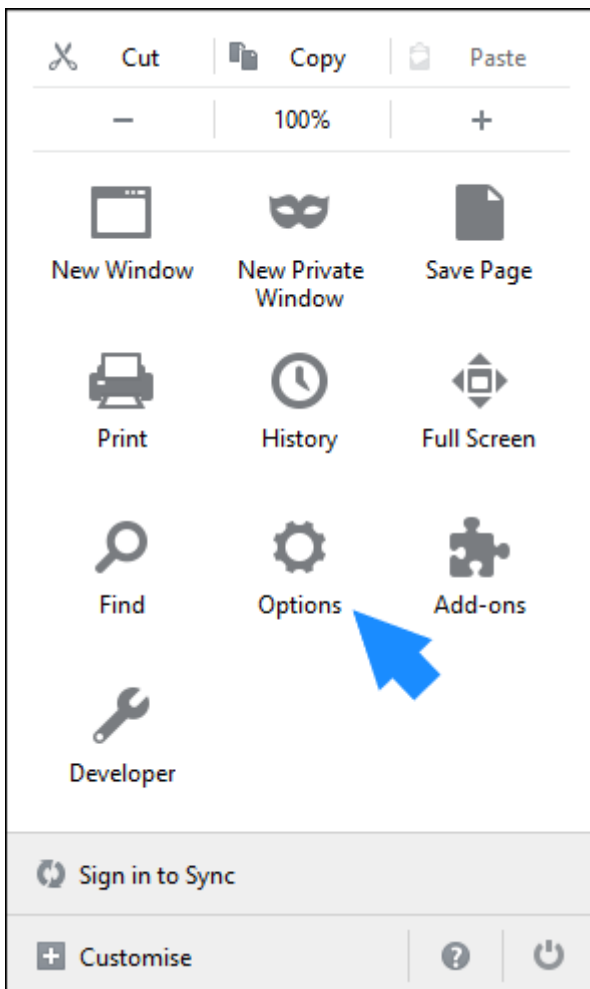 Cut Copy Paste
− 100% +
New Window New Private Window Save Page
Print History Full Screen
Find Options Add-ons
Developer
Sign in to Sync
Customise ?